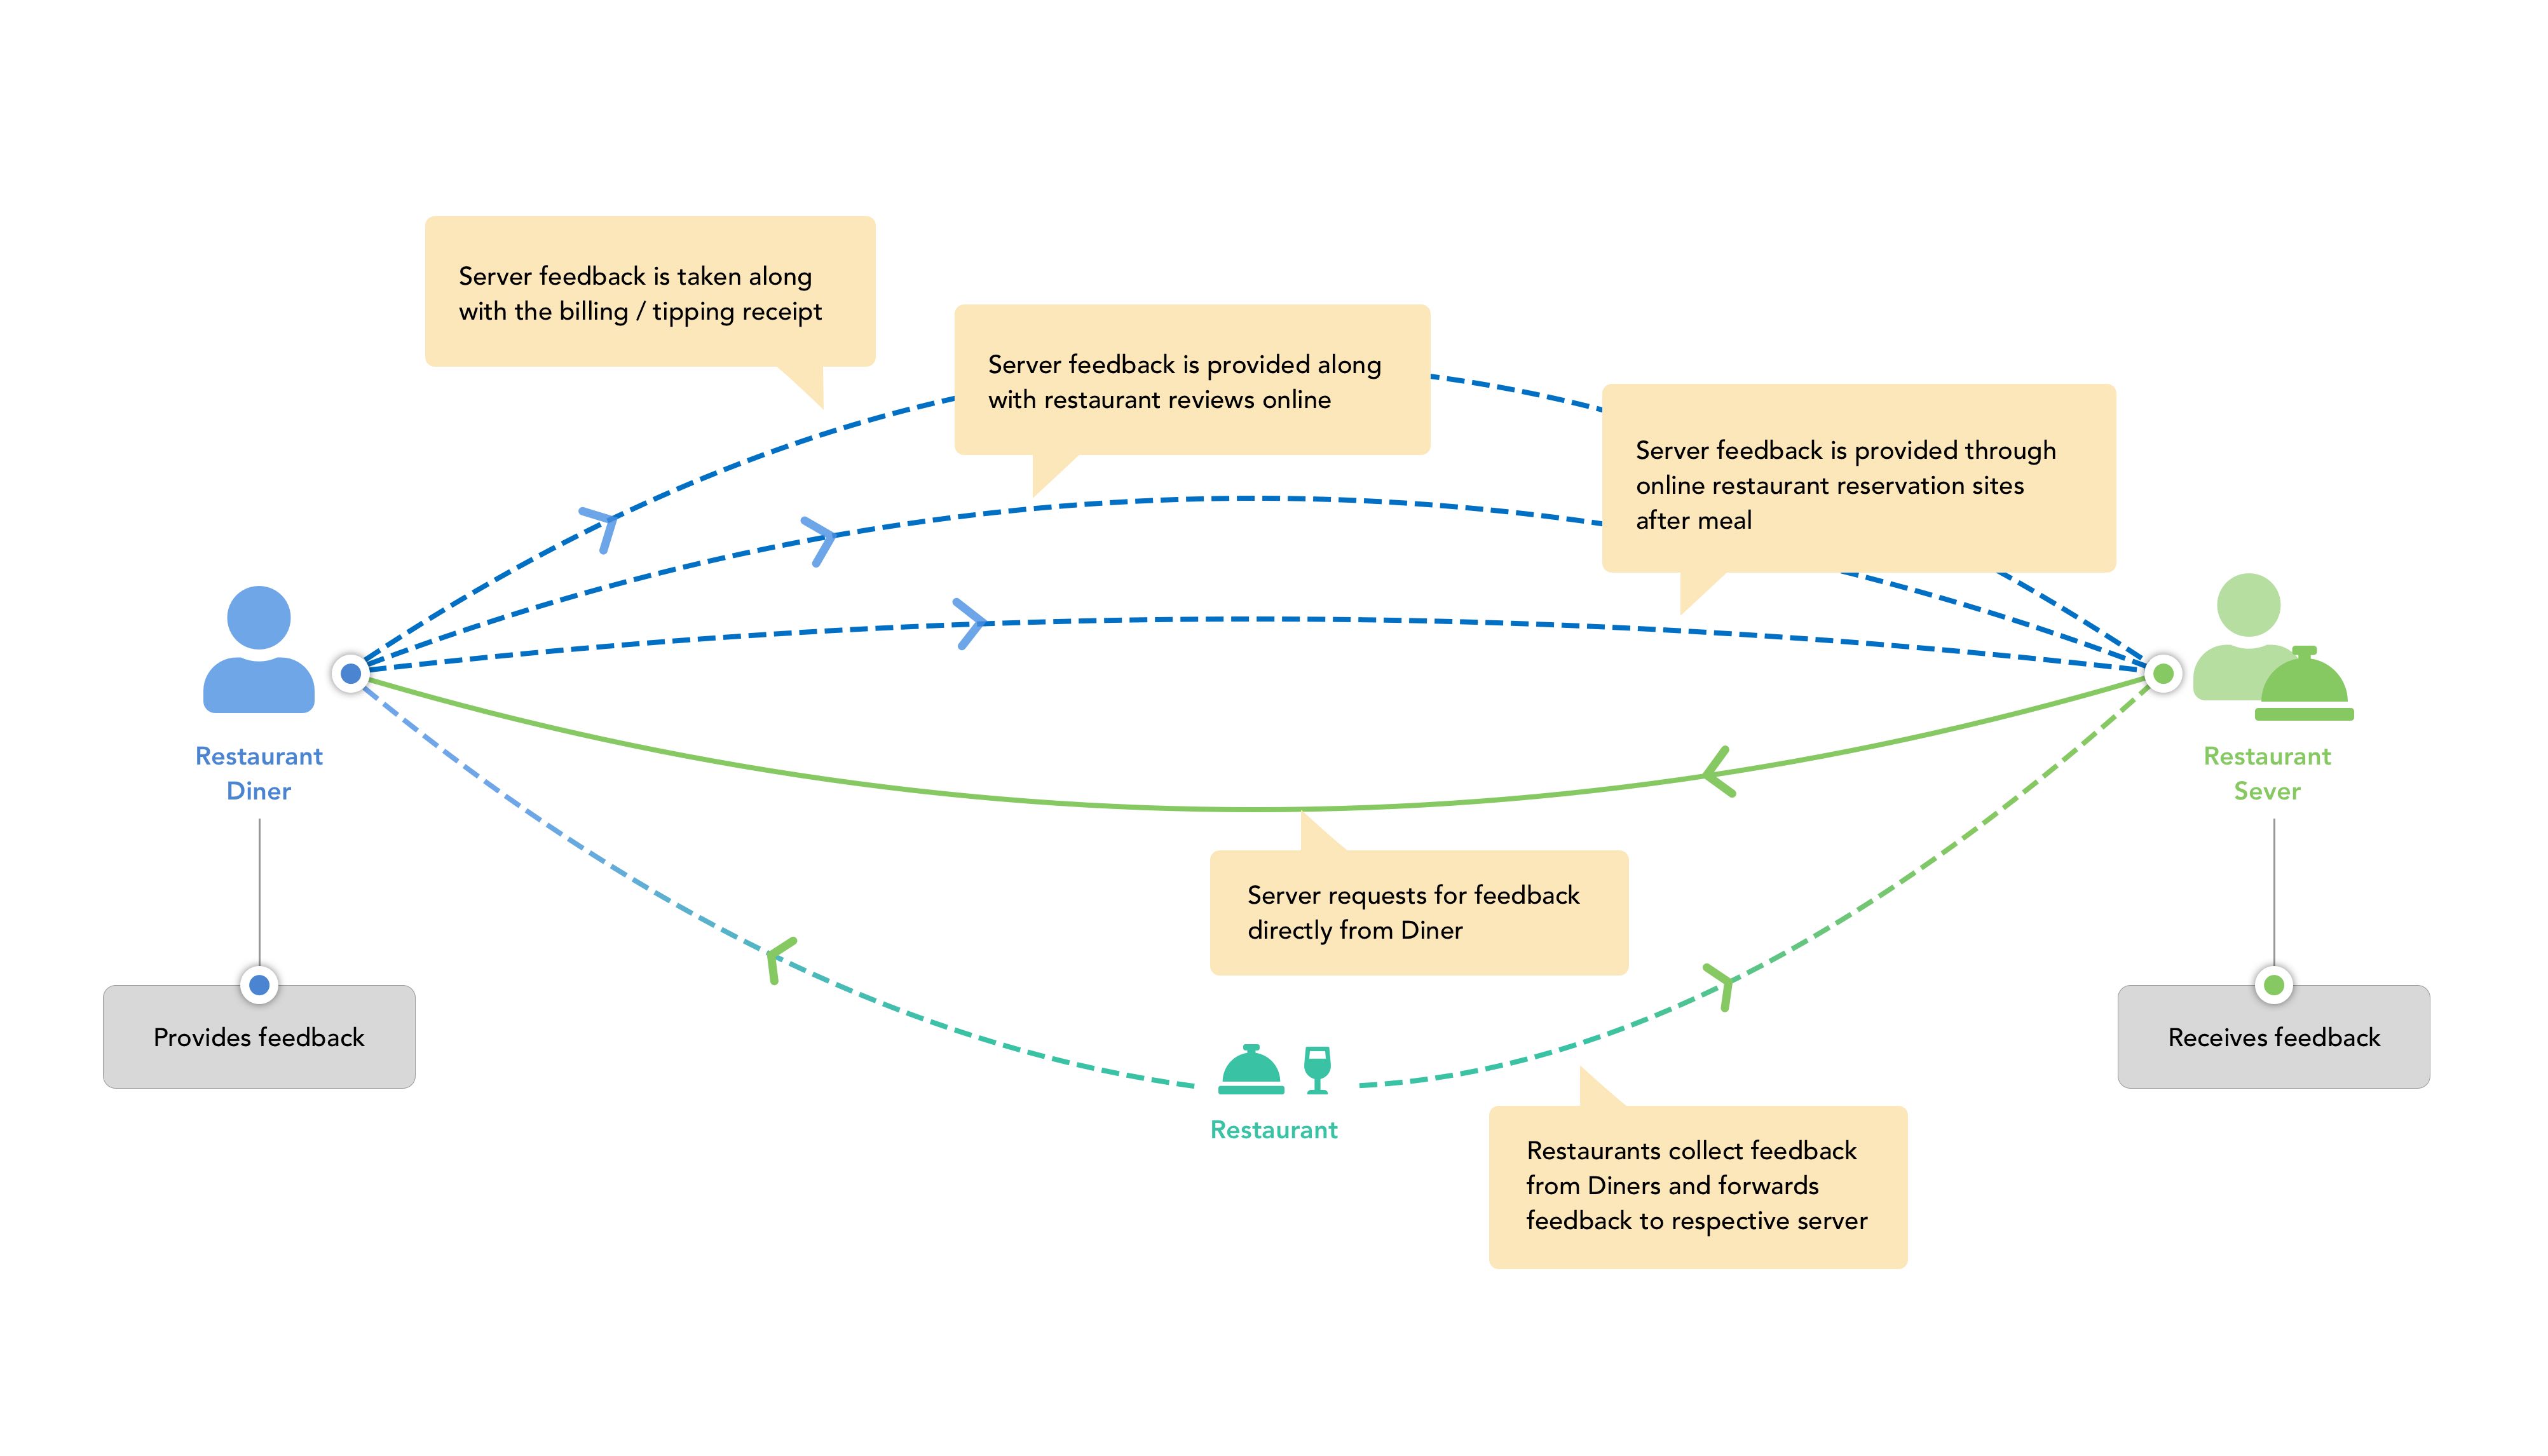 Server feedback is taken along
with the billing / tipping receipt
Server feedback is provided along
with restaurant reviews online
Server feedback is provided through
online restaurant reservation sites
after meal
Restaurant
Diner
Restaurant
Sever
Server requests for feedback
directly from Diner
Provides feedback
Receives feedback
Restaurant
Restaurants collect feedback
from Diners and forwards
feedback to respective server